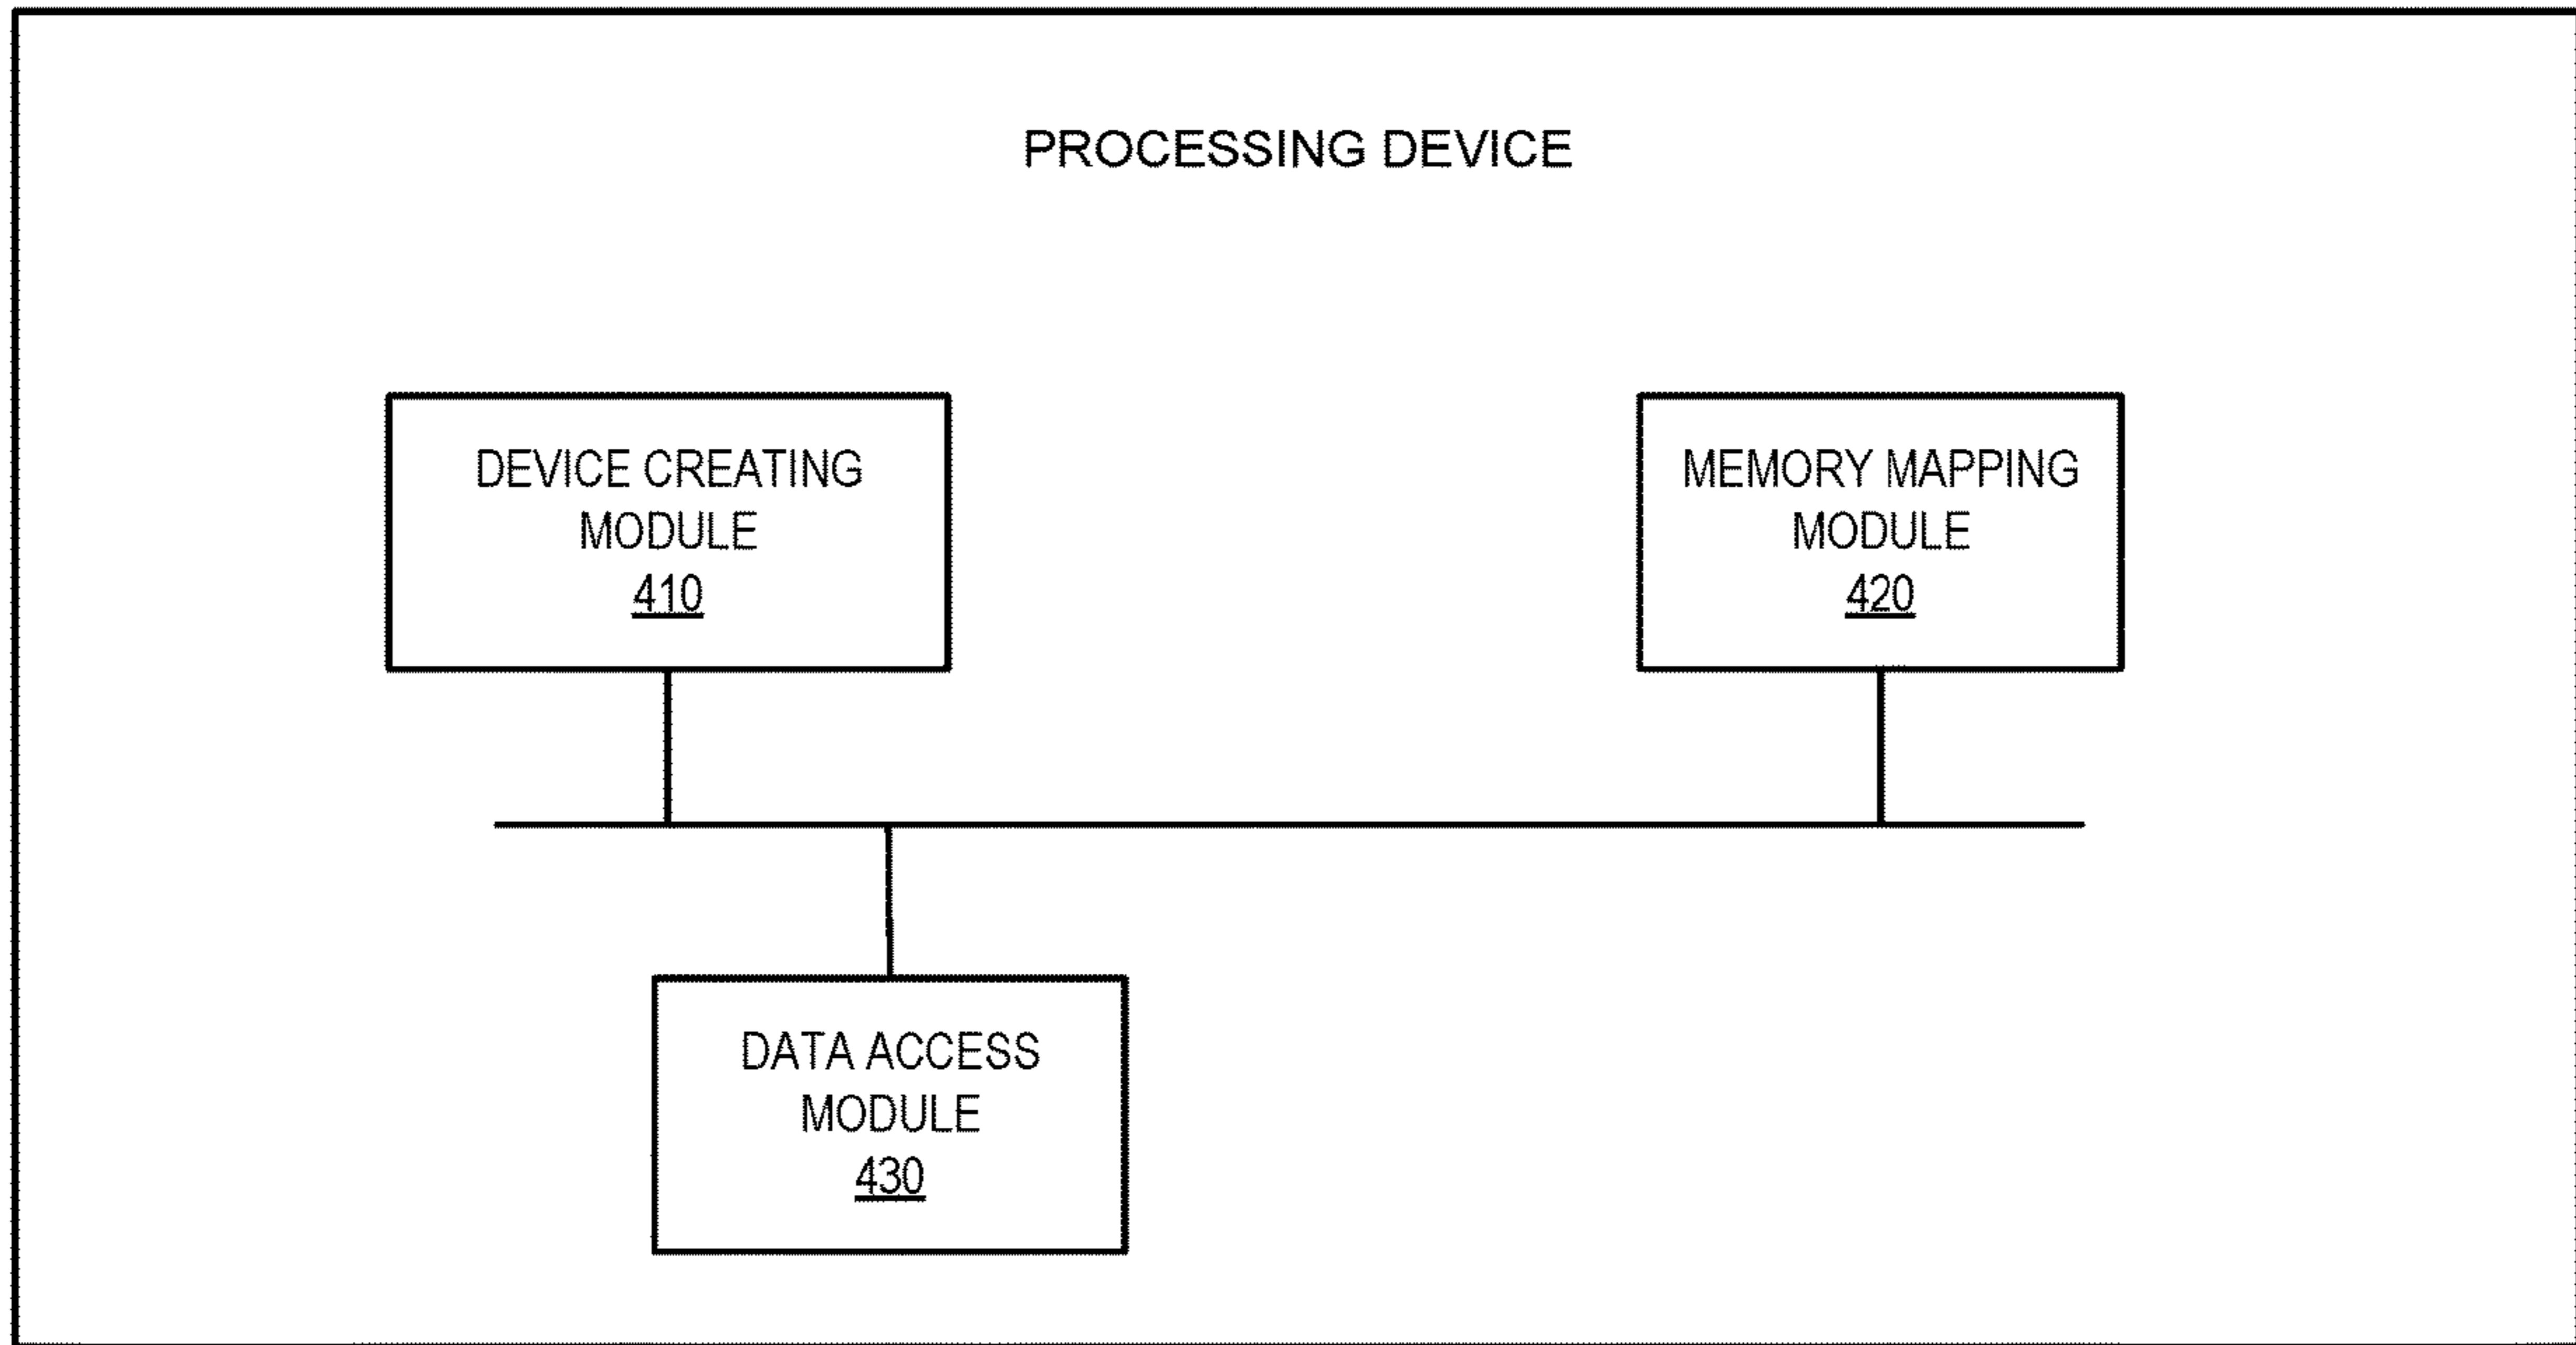 PROCESSING DEVICE
DEVICE CREATING
MODULE
410
MEMORY MAPPING
MODULE
420
DATA ACCESS
MODULE
430